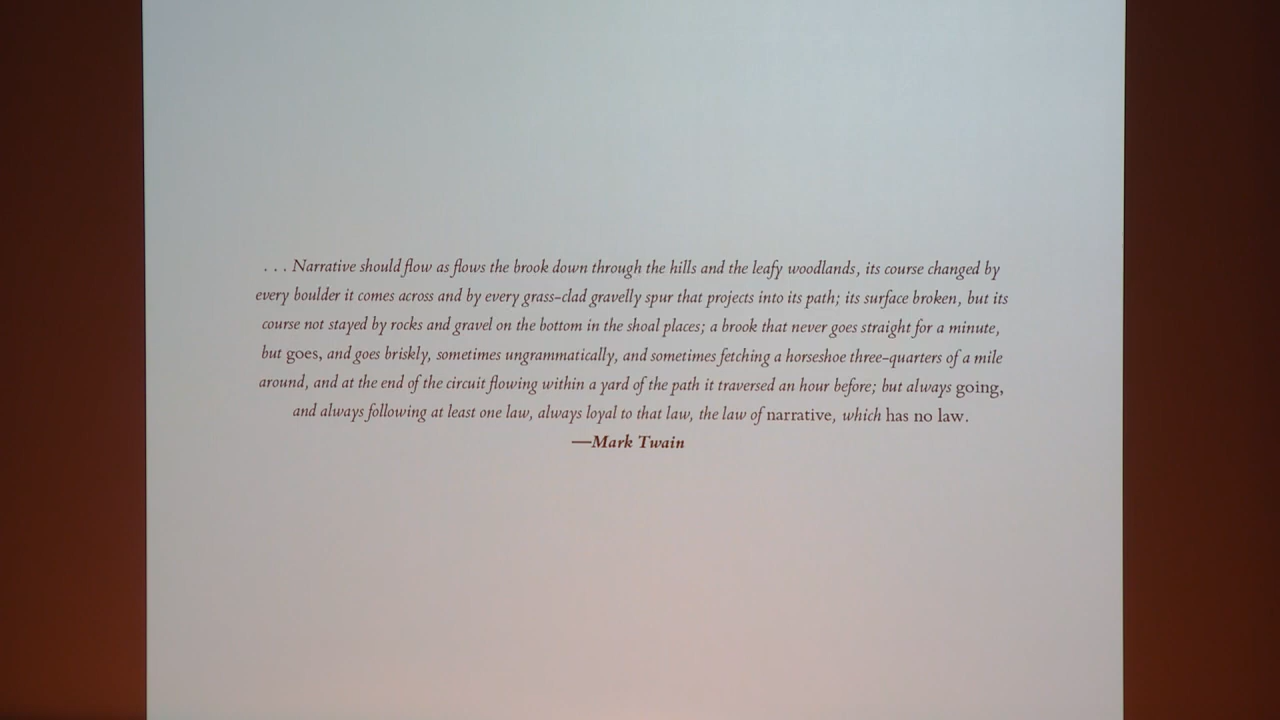 . . . Narrative should flow as flows the brook down through the hills and the leafy woodlands, its course changed by
every boulder it comes across and by every grass-clad gravelly spur that projects into its path; its surface broken, but its
course not stayed by rocks and gravel on the bottom in the shoal places; a brook that never goes straight for a minute,
but goes, and goes briskly, sometimes ungrammatically, and sometimes fetching a horseshoe three-quarters of a mile
around, and at the end of the circuit flowing within a yard of the path it traversed an hour before; but always going,
and always following at least one law, always loyal to that law, the law of narrative, which has no law.
—Mark Twain